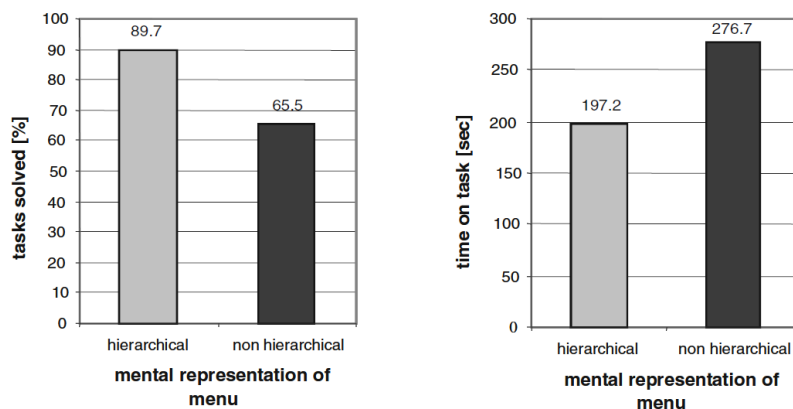 tasks solved [%]
100
90
80
70
60
50
40
30
20
10
0
89.7
65.5
hierarchical
non hierarchical
mental representation of
menu
time on task [sec]
300
250
200
150
100
50
0
197.2
276.7
hierarchical
non hierarchical
mental representation of
menu